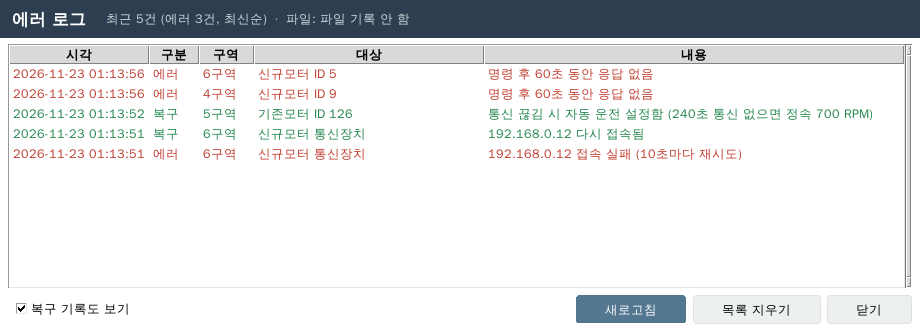 에러 로그 최근 5건 (에러 3건, 최신순) · 파일: 파일 기록 안 함
시각 구분 구역 대상 내용
2026-11-23 01:13:56 에러 6구역 신규모터 ID 5 명령 후 60초 동안 응답 없음
2026-11-23 01:13:56 에러 4구역 신규모터 ID 9 명령 후 60초 동안 응답 없음
2026-11-23 01:13:52 복구 5구역 기존모터 ID 126 통신 끊김 시 자동 운전 설정함 (240초 통신 없으면 정속 700 RPM)
2026-11-23 01:13:51 복구 6구역 신규모터 통신장치 192.168.0.12 다시 접속됨
2026-11-23 01:13:51 에러 6구역 신규모터 통신장치 192.168.0.12 접속 실패 (10초마다 재시도)
복구 기록도 보기 새로고침 목록 지우기 닫기